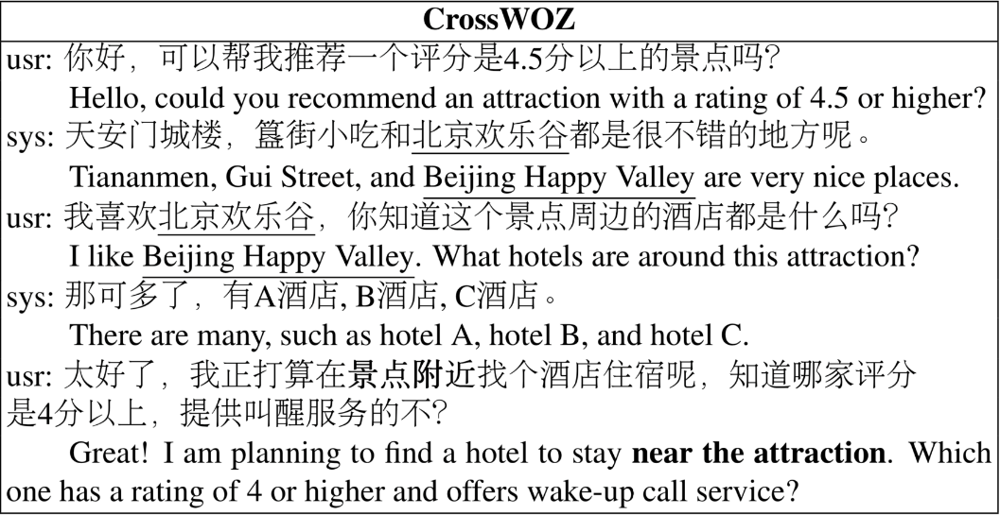 CrossWOZ
usr: 你好，可以帮我推荐一个评分是4.5分以上的景点吗?
Hello, could you recommend an attraction with a rating of 4.5 or higher?
sys: 天安门城楼，簋街小吃和北京欢乐谷都是很不错的地方呢。
Tiananmen, Gui Street, and Beijing Happy Valley are very nice places.
usr: 我喜欢北京欢乐谷，你知道这个景点周边的酒店都是什么吗?
I like Beijing Happy Valley. What hotels are around this attraction?
sys: 那可多了，有A酒店, B酒店, C酒店。
There are many, such as hotel A, hotel B, and hotel C.
usr: 太好了，我正打算在景点附近找个酒店住宿呢，知道哪家评分
是4分以上，提供叫醒服务的不?
Great! I am planning to find a hotel to stay near the attraction. Which
one has a rating of 4 or higher and offers wake-up call service?